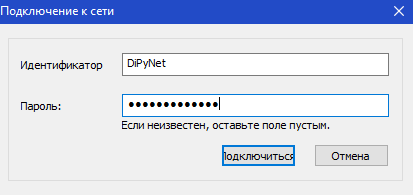 Подключение к сети
Идентификатор DiPyNet
Пароль: ●●●●●●●●●●●●●
Если неизвестен, оставьте поле пустым.
Подключиться Отмена